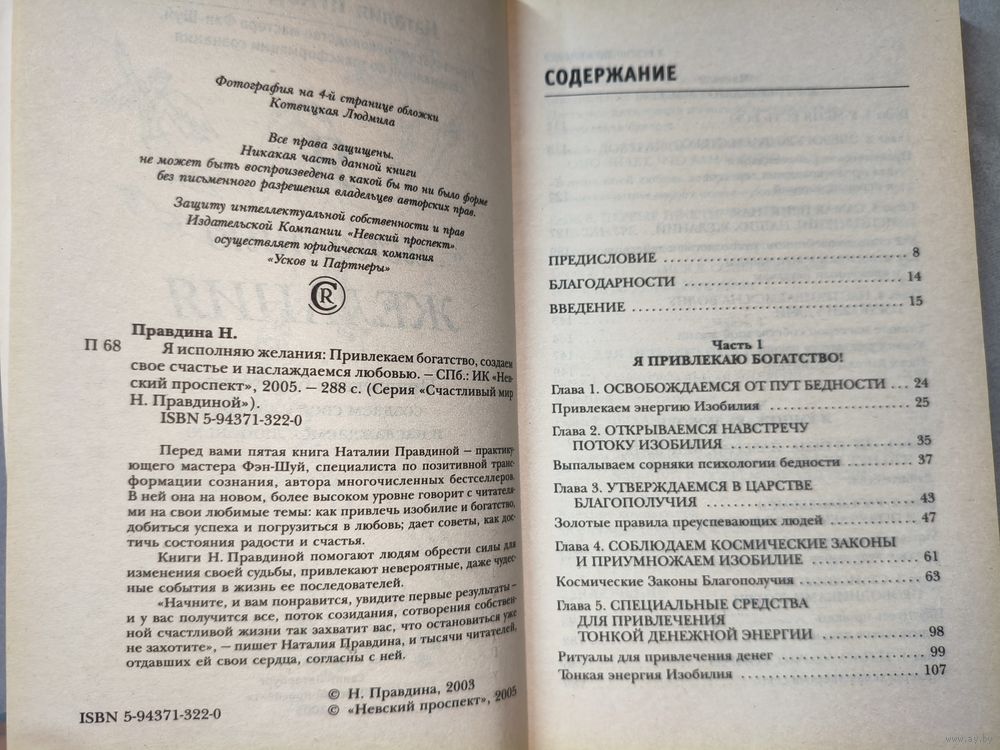 Фотография на 4-й странице обложки
Котвицкая Людмила
Все права защищены.
Никакая часть данной книги
не может быть воспроизведена в какой бы то ни было форме
без письменного разрешения владельцев авторских прав.
Защиту интеллектуальной собственности и прав
Издательской Компании «Невский проспект».
осуществляет юридическая компания
«Усков и Партнеры»
CR
Правдина Н.
П 68
Я исполняю желания: Привлекаем богатство, создаем
свое счастье и наслаждаемся любовью. – СПб.: ИК «Нев-
ский проспект», 2005. – 288 с. (Серия «Счастливый мир
Н. Правдиной»).
ISBN 5-94371-322-0
Перед вами пятая книга Наталии Правдиной – практику-
ющего мастера Фэн-Шуй, специалиста по позитивной транс-
формации сознания, автора многочисленных бестселлеров.
В ней она на новом, более высоком уровне говорит с читателя-
ми на свои любимые темы: как привлечь изобилие и богатство,
добиться успеха и погрузиться в любовь; дает советы, как дос-
тичь состояния радости и счастья.
Книги Н. Правдиной помогают людям обрести силы для
изменения своей судьбы, привлекают невероятные, даже чудес-
ные события в жизнь ее последователей.
«Начните, и вам понравится, увидите первые результаты –
и у вас получится все, поток созидания, сотворения собствен-
ной счастливой жизни так захватит вас, что остановиться уже
не захотите», – пишет Наталия Правдина, и тысячи читателей,
отдавших ей свои сердца, согласны с ней.
© Н. Правдина, 2003
© «Невский проспект», 2005
ISBN 5-94371-322-0
СОДЕРЖАНИЕ
ПРЕДИСЛОВИЕ ........ 8
БЛАГОДАРНОСТИ ........ 14
ВВЕДЕНИЕ ........ 15
Часть 1
Я ПРИВЛЕКАЮ БОГАТСТВО!
Глава 1. ОСВОБОЖДАЕМСЯ ОТ ПУТ БЕДНОСТИ ... 24
Привлекаем энергию Изобилия ........ 25
Глава 2. ОТКРЫВАЕМСЯ НАВСТРЕЧУ
ПОТОКУ ИЗОБИЛИЯ ........ 35
Выпалываем сорняки психологии бедности ........ 37
Глава 3. УТВЕРЖДАЕМСЯ В ЦАРСТВЕ
БЛАГОПОЛУЧИЯ ........ 43
Золотые правила преуспевающих людей ........ 47
Глава 4. СОБЛЮДАЕМ КОСМИЧЕСКИЕ ЗАКОНЫ
И ПРИУМНОЖАЕМ ИЗОБИЛИЕ ........ 61
Космические Законы Благополучия ........ 63
Глава 5. СПЕЦИАЛЬНЫЕ СРЕДСТВА
ДЛЯ ПРИВЛЕЧЕНИЯ
ТОНКОЙ ДЕНЕЖНОЙ ЭНЕРГИИ ........ 98
Ритуалы для привлечения денег ........ 99
Тонкая энергия Изобилия ........ 107
www.ay.by